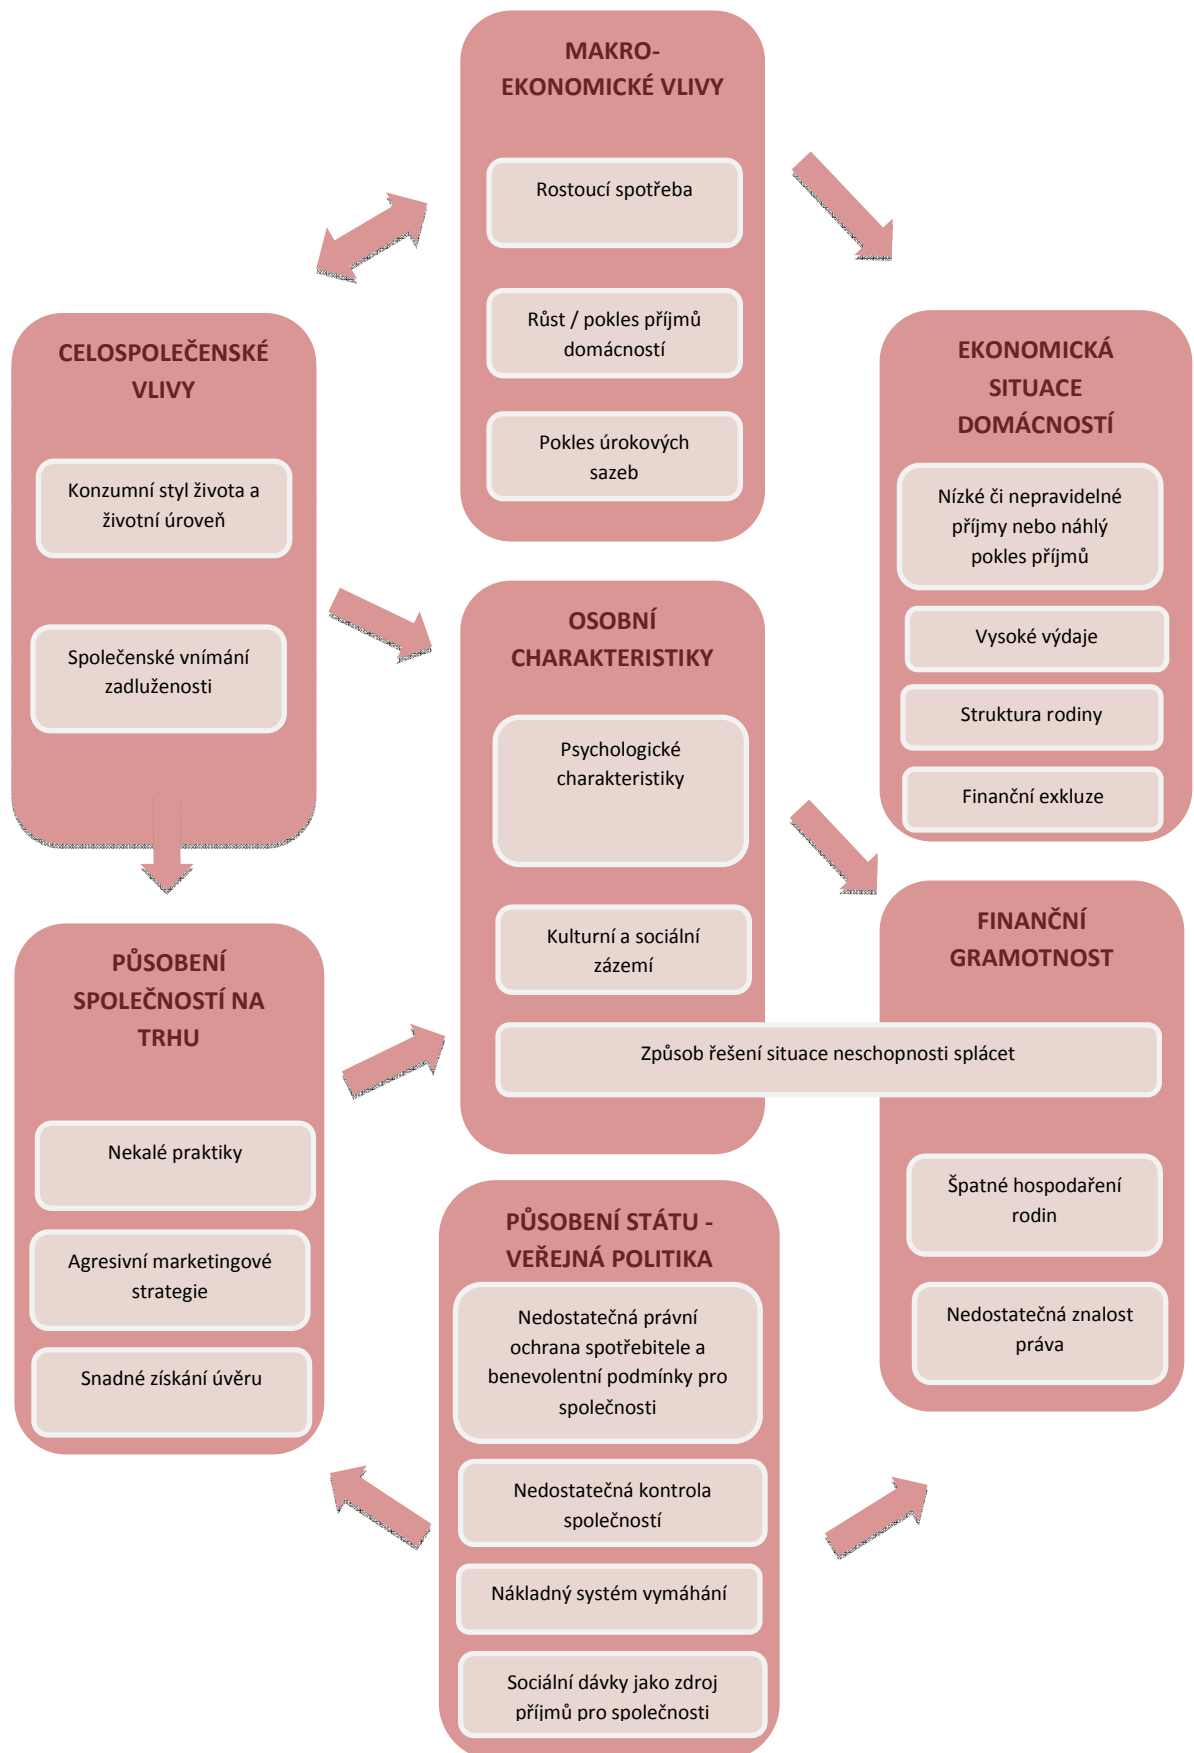 MAKRO-
EKONOMICKÉ VLIVY
Rostoucí spotřeba
Růst / pokles příjmů
domácností
Pokles úrokových
sazeb
CELOSPOLEČENSKÉ
VLIVY
Konzumní styl života a
životní úroveň
Společenské vnímání
zadluženosti
EKONOMICKÁ
SITUACE
DOMÁCNOSTÍ
Nízké či nepravidelné
příjmy nebo náhlý
pokles příjmů
Vysoké výdaje
Struktura rodiny
Finanční exkluze
OSOBNÍ
CHARAKTERISTIKY
Psychologické
charakteristiky
Kulturní a sociální
zázemí
Způsob řešení situace neschopnosti splácet
FINANČNÍ
GRAMOTNOST
Špatné hospodaření
rodin
Nedostatečná znalost
práva
PŮSOBENÍ
SPOLEČNOSTÍ NA
TRHU
Nekalé praktiky
Agresivní marketingové
strategie
Snadné získání úvěru
PŮSOBENÍ STÁTU -
VEŘEJNÁ POLITIKA
Nedostatečná právní
ochrana spotřebitele a
benevolentní podmínky pro
společnosti
Nedostatečná kontrola
společností
Nákladný systém vymáhání
Sociální dávky jako zdroj
příjmů pro společnosti